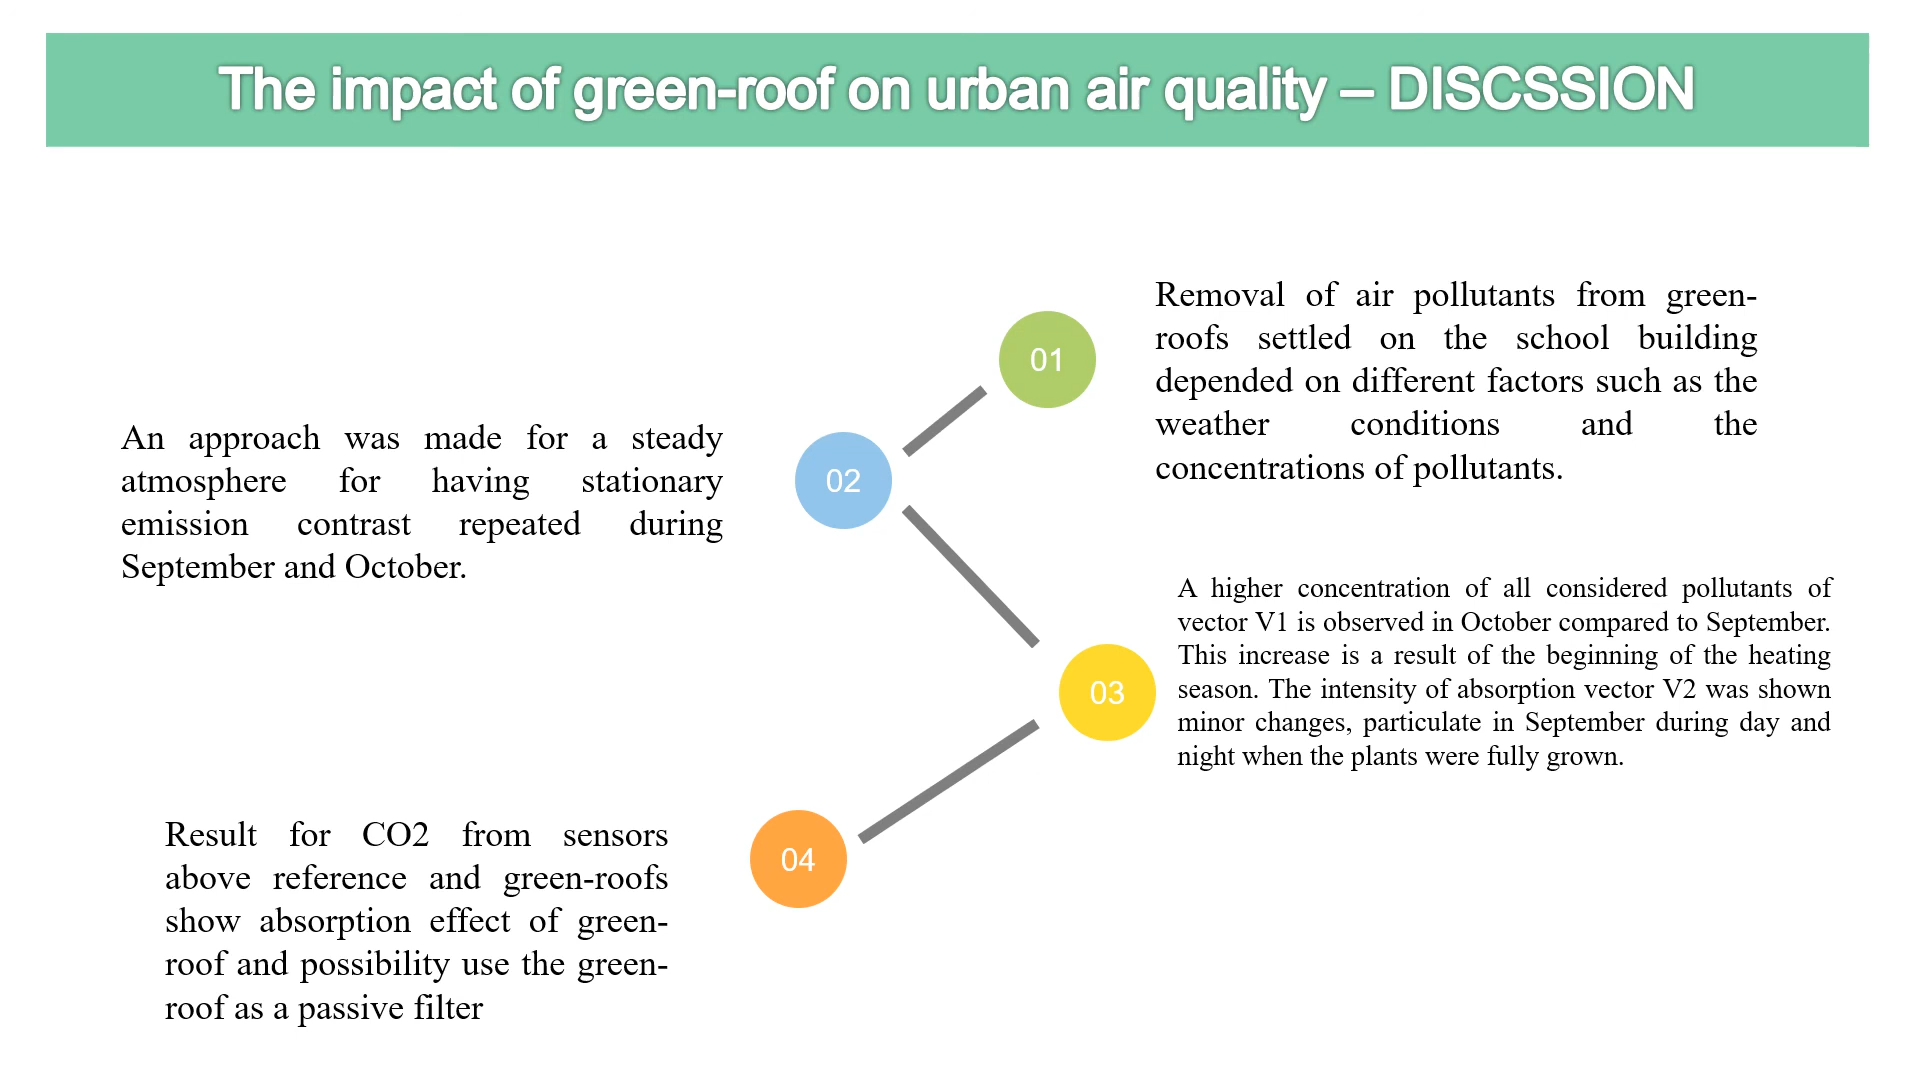 The impact of green-roof on urban air quality – DISCSSION
01
Removal of air pollutants from green-
roofs settled on the school building
depended on different factors such as the
weather conditions and the
concentrations of pollutants.
02
An approach was made for a steady
atmosphere for having stationary
emission contrast repeated during
September and October.
03
A higher concentration of all considered pollutants of
vector V1 is observed in October compared to September.
This increase is a result of the beginning of the heating
season. The intensity of absorption vector V2 was shown
minor changes, particulate in September during day and
night when the plants were fully grown.
04
Result for CO2 from sensors
above reference and green-roofs
show absorption effect of green-
roof and possibility use the green-
roof as a passive filter